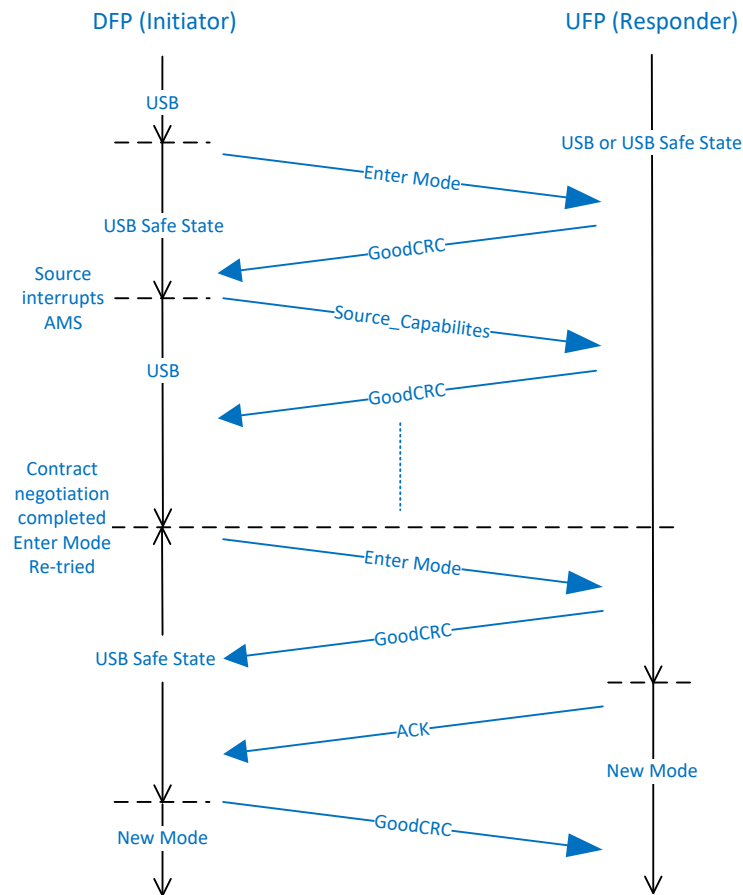 DFP (Initiator)
UFP (Responder)
USB
USB or USB Safe State
Enter Mode
USB Safe State
GoodCRC
Source
interrupts
AMS
Source_Capabilites
USB
GoodCRC
Contract
negotiation
completed
Enter Mode
Re-tried
Enter Mode
GoodCRC
USB Safe State
ACK
New Mode
GoodCRC
New Mode